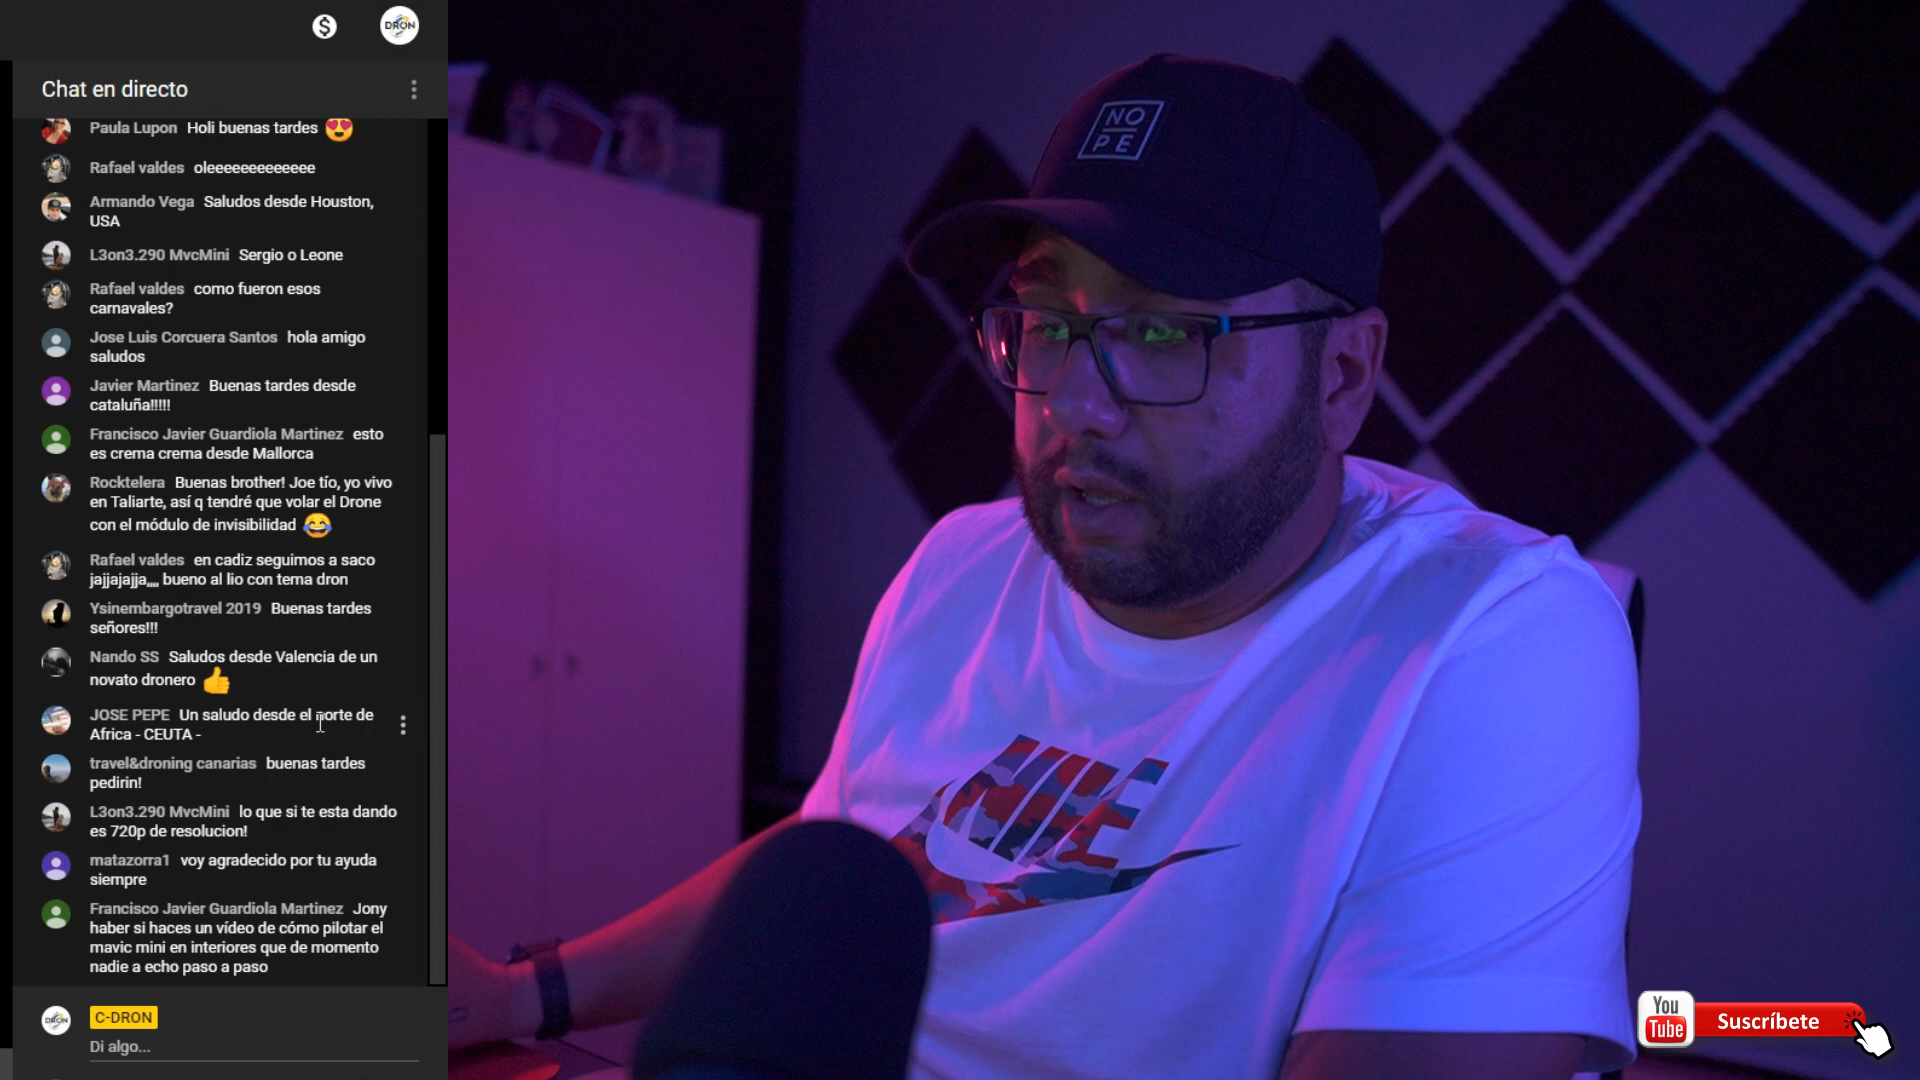 $
DRON
Chat en directo
Paula Lupon Holi buenas tardes 😍
Rafael valdes oleeeeeeeeeeeee
Armando Vega Saludos desde Houston,
USA
L3on3.290 MvcMini Sergio o Leone
Rafael valdes como fueron esos
carnavales?
Jose Luis Corcuera Santos hola amigo
saludos
Javier Martinez Buenas tardes desde
cataluña!!!!!
Francisco Javier Guardiola Martinez esto
es crema crema desde Mallorca
Rocktelera Buenas brother! Joe tío, yo vivo
en Taliarte, así q tendré que volar el Drone
con el módulo de invisibilidad 😂
Rafael valdes en cadiz seguimos a saco
jajjajajja,,,, bueno al lio con tema dron
Ysinembargotravel 2019 Buenas tardes
señores!!!
Nando SS Saludos desde Valencia de un
novato dronero 👍
JOSE PEPE Un saludo desde el norte de
Africa - CEUTA -
travel&droning canarias buenas tardes
pedirin!
L3on3.290 MvcMini lo que si te esta dando
es 720p de resolucion!
matazorra1 voy agradecido por tu ayuda
siempre
Francisco Javier Guardiola Martinez Jony
haber si haces un vídeo de cómo pilotar el
mavic mini en interiores que de momento
nadie a echo paso a paso
DRON
C-DRON
Di algo...
NO
PE
NIKE
You
Tube
Suscríbete